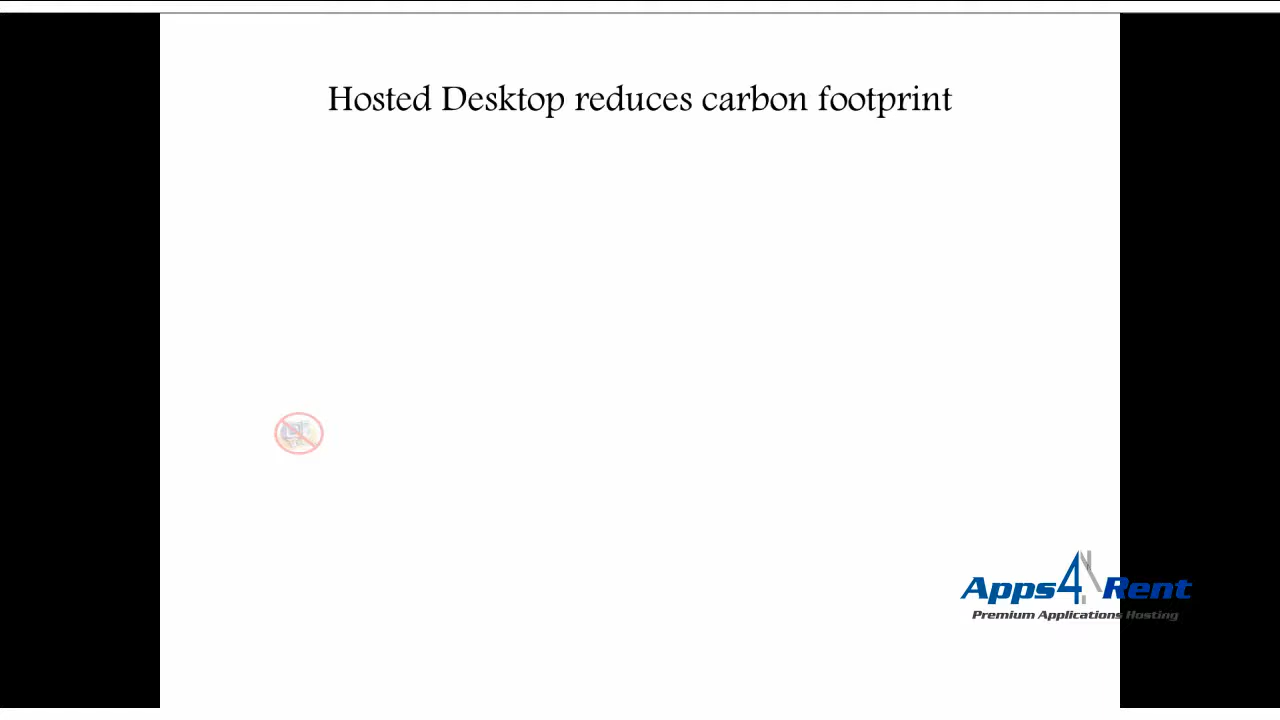 Hosted Desktop reduces carbon footprint
Apps4Rent
Premium Applications Hosting